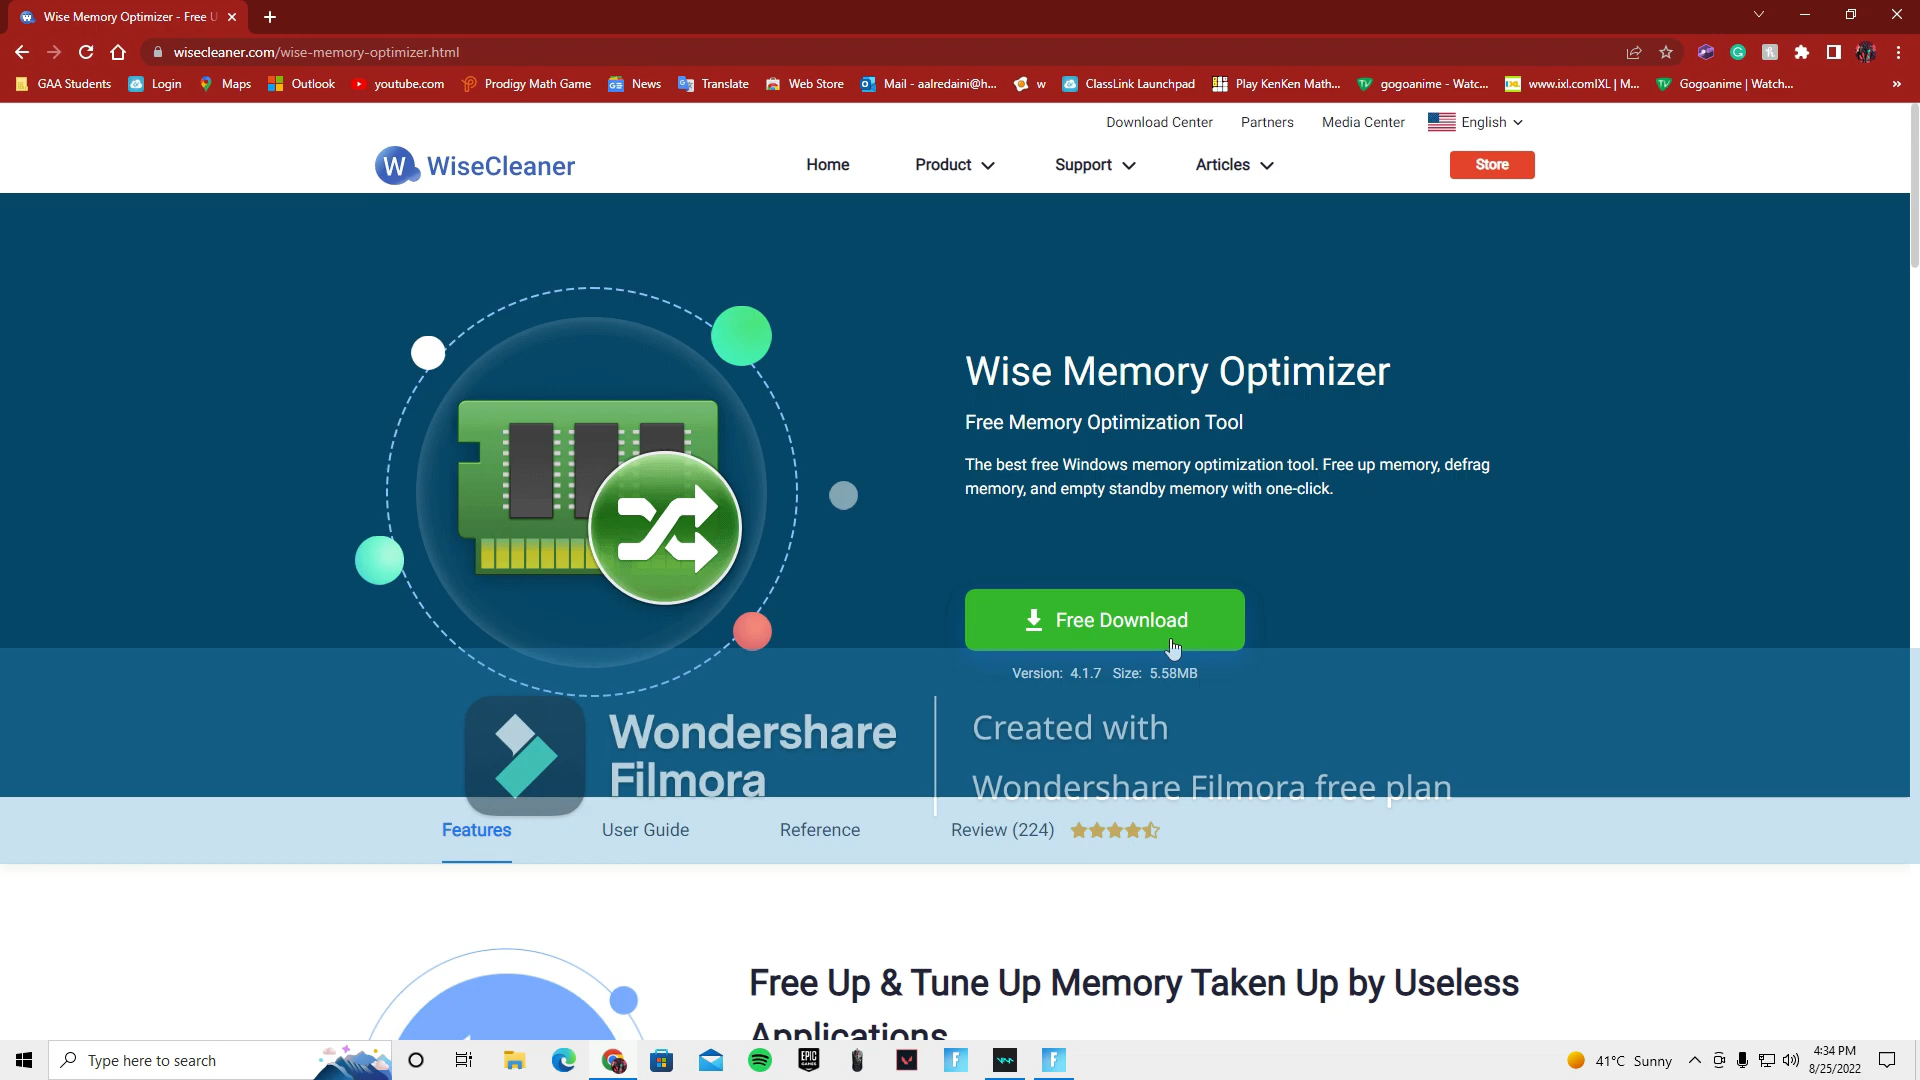 Wise Memory Optimizer - Free U
wisecleaner.com/wise-memory-optimizer.html
GAA Students
Login
Maps
Outlook
youtube.com
Prodigy Math Game
News
Translate
Web Store
Mail - aalredaini@h...
w
ClassLink Launchpad
Play KenKen Math...
gogoanime - Watc...
www.ixl.comIXL | M...
Gogoanime | Watch...
»
Download Center
Partners
Media Center
English
W WiseCleaner
Home
Product
Support
Articles
Store
Wise Memory Optimizer
Free Memory Optimization Tool
The best free Windows memory optimization tool. Free up memory, defrag
memory, and empty standby memory with one-click.
Free Download
Version: 4.1.7 Size: 5.58MB
Wondershare
Filmora
Created with
Wondershare Filmora free plan
Features
User Guide
Reference
Review (224)
Free Up & Tune Up Memory Taken Up by Useless
Applications
Type here to search
EPIC
GAMES
41°C Sunny
4:34 PM
8/25/2022